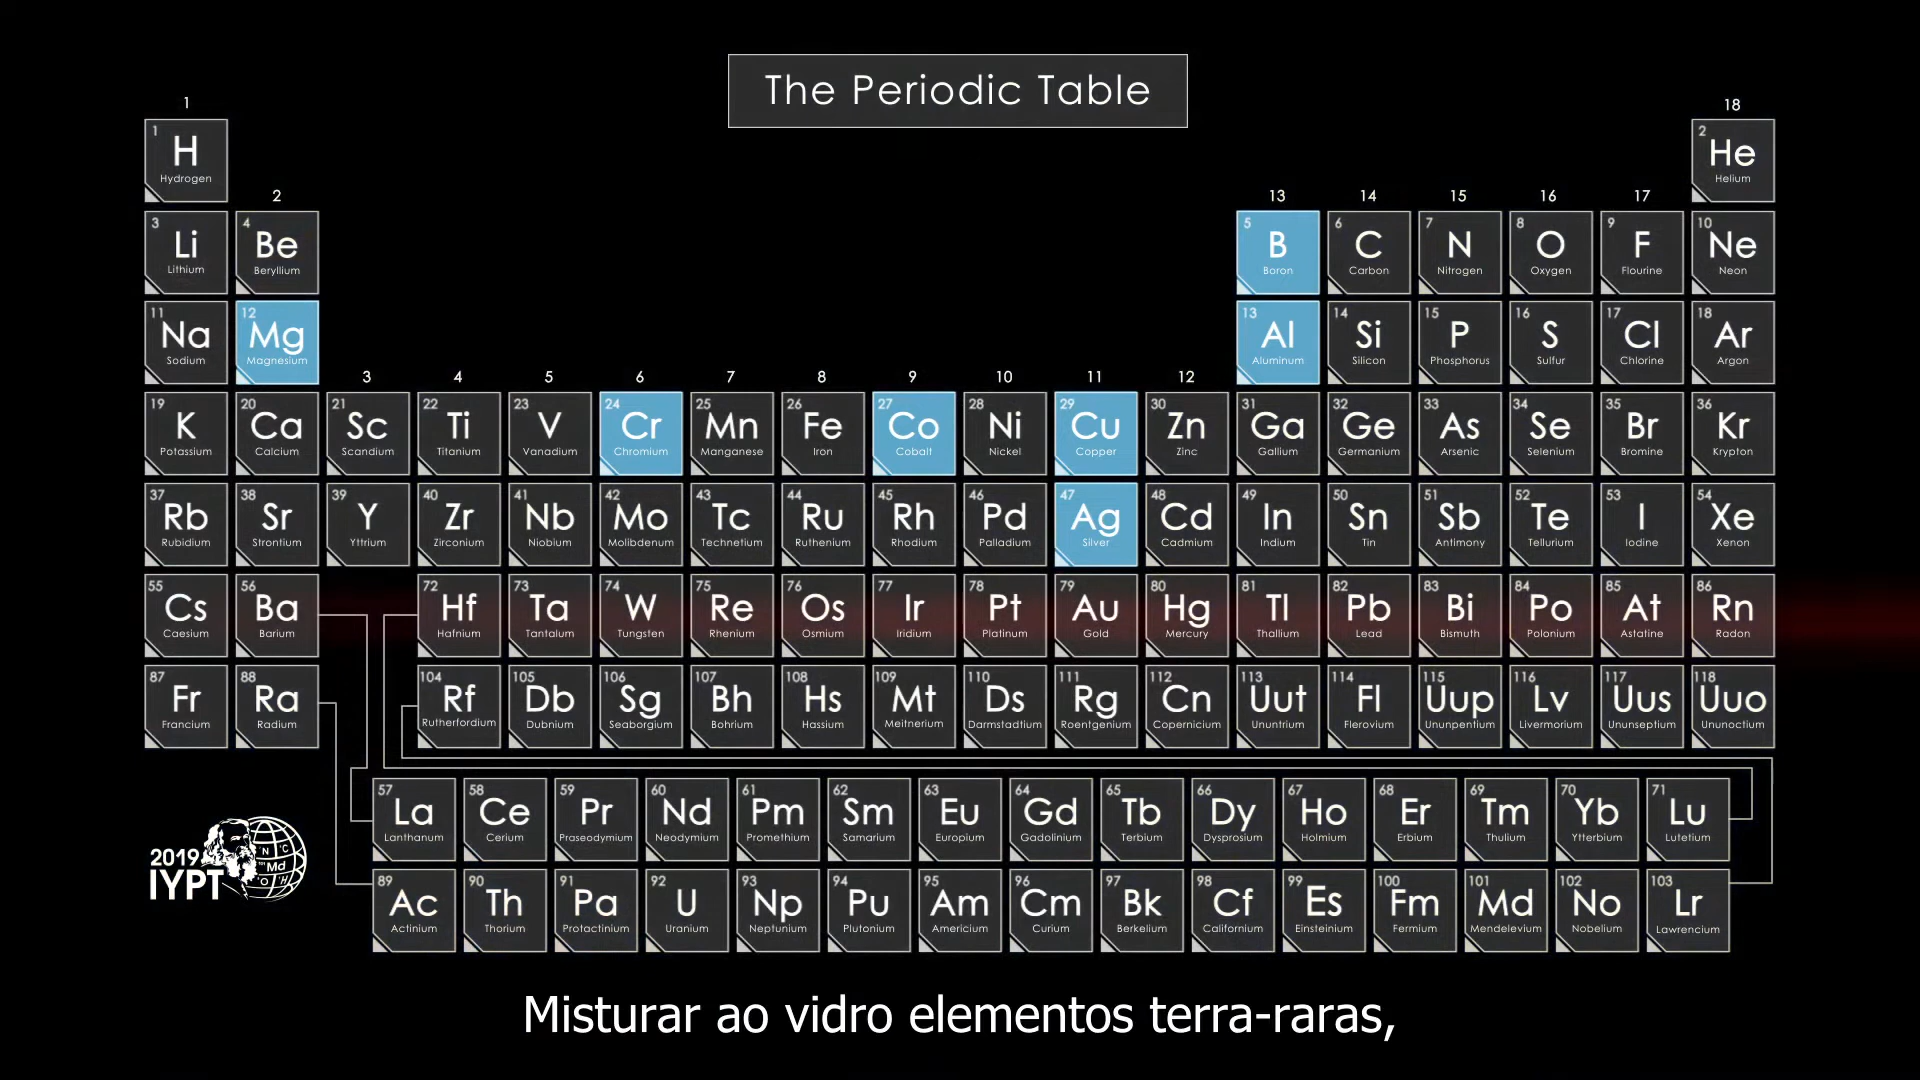 The Periodic Table
1 18
1 H Hydrogen 2 He Helium
2 13 14 15 16 17
3 Li Lithium 4 Be Beryllium 5 B Boron 6 C Carbon 7 N Nitrogen 8 O Oxygen 9 F Flourine 10 Ne Neon
11 Na Sodium 12 Mg Magnesium 13 Al Aluminum 14 Si Silicon 15 P Phosphorus 16 S Sulfur 17 Cl Chlorine 18 Ar Argon
3 4 5 6 7 8 9 10 11 12
19 K Potassium 20 Ca Calcium 21 Sc Scandium 22 Ti Titanium 23 V Vanadium 24 Cr Chromium 25 Mn Manganese 26 Fe Iron 27 Co Cobalt 28 Ni Nickel 29 Cu Copper 30 Zn Zinc 31 Ga Gallium 32 Ge Germanium 33 As Arsenic 34 Se Selenium 35 Br Bromine 36 Kr Krypton
37 Rb Rubidium 38 Sr Strontium 39 Y Yttrium 40 Zr Zirconium 41 Nb Niobium 42 Mo Molibdenum 43 Tc Technetium 44 Ru Ruthenium 45 Rh Rhodium 46 Pd Palladium 47 Ag Silver 48 Cd Cadmium 49 In Indium 50 Sn Tin 51 Sb Antimony 52 Te Tellurium 53 I Iodine 54 Xe Xenon
55 Cs Caesium 56 Ba Barium 72 Hf Hafnium 73 Ta Tantalum 74 W Tungsten 75 Re Rhenium 76 Os Osmium 77 Ir Iridium 78 Pt Platinum 79 Au Gold 80 Hg Mercury 81 Tl Thallium 82 Pb Lead 83 Bi Bismuth 84 Po Polonium 85 At Astatine 86 Rn Radon
87 Fr Francium 88 Ra Radium 104 Rf Rutherfordium 105 Db Dubnium 106 Sg Seaborgium 107 Bh Bohrium 108 Hs Hassium 109 Mt Meitnerium 110 Ds Darmstadtium 111 Rg Roentgenium 112 Cn Copernicium 113 Uut Ununtrium 114 Fl Flerovium 115 Uup Ununpentium 116 Lv Livermorium 117 Uus Ununseptium 118 Uuo Ununoctium
57 La Lanthanum 58 Ce Cerium 59 Pr Proseodymium 60 Nd Neodymium 61 Pm Promethium 62 Sm Samarium 63 Eu Europium 64 Gd Gadolinium 65 Tb Terbium 66 Dy Dysprosium 67 Ho Holmium 68 Er Erbium 69 Tm Thulium 70 Yb Ytterbium 71 Lu Lutetium
89 Ac Actinium 90 Th Thorium 91 Pa Protactinium 92 U Uranium 93 Np Neptunium 94 Pu Plutonium 95 Am Americium 96 Cm Curium 97 Bk Berkelium 98 Cf Californium 99 Es Einsteinium 100 Fm Fermium 101 Md Mendelevium 102 No Nobelium 103 Lr Lawrencium
2019
IYPT
N C
Md
O H
Misturar ao vidro elementos terra-raras,